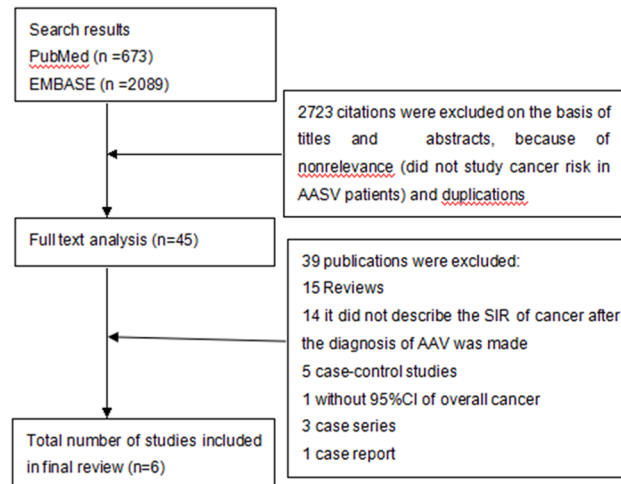 Search results
PubMed (n =673)
EMBASE (n =2089)
2723 citations were excluded on the basis of
titles and abstracts, because of
nonrelevance (did not study cancer risk in
AASV patients) and duplications
Full text analysis (n=45)
39 publications were excluded:
15 Reviews
14 it did not describe the SIR of cancer after
the diagnosis of AAV was made
5 case-control studies
1 without 95%CI of overall cancer
3 case series
1 case report
Total number of studies included
in final review (n=6)